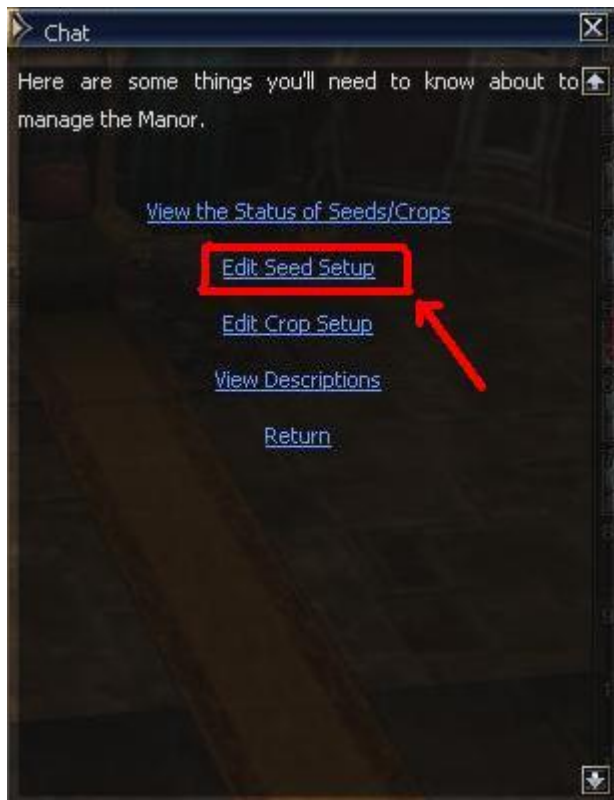 Chat
Here are some things you'll need to know about to
manage the Manor.
View the Status of Seeds/Crops
Edit Seed Setup
Edit Crop Setup
View Descriptions
Return